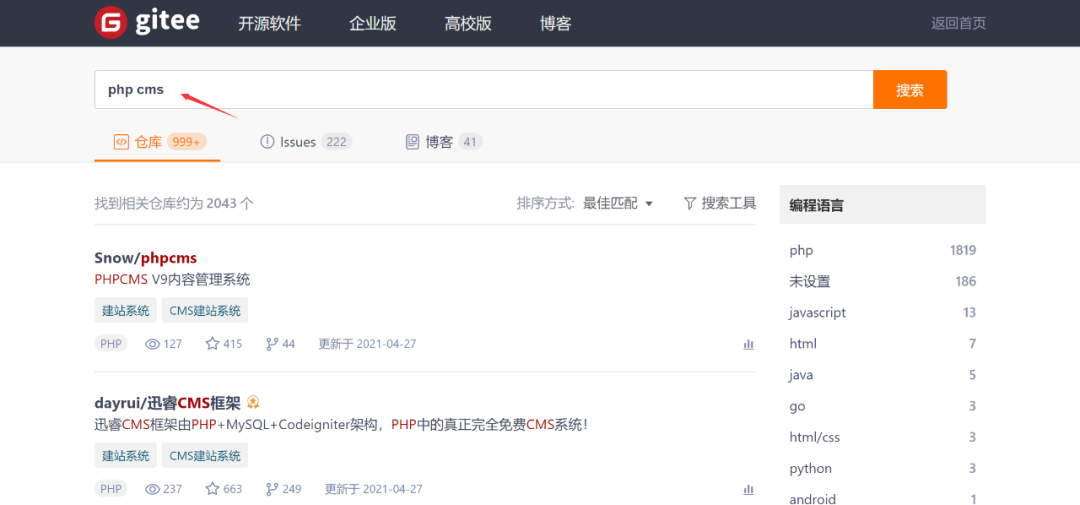 gitee 开源软件 企业版 高校版 博客 返回首页
php cms 搜索
仓库 999+ Issues 222 博客 41
找到相关仓库约为 2043 个 排序方式: 最佳匹配 搜索工具
Snow/phpcms
PHPCMS V9内容管理系统
建站系统 CMS建站系统
PHP 127 415 44 更新于 2021-04-27
dayrui/迅睿CMS框架
迅睿CMS框架由PHP+MySQL+Codeigniter架构，PHP中的真正完全免费CMS系统！
建站系统 CMS建站系统
PHP 237 663 249 更新于 2021-04-27
编程语言
php 1819
未设置 186
javascript 13
html 7
java 5
go 3
html/css 3
python 3
android 1